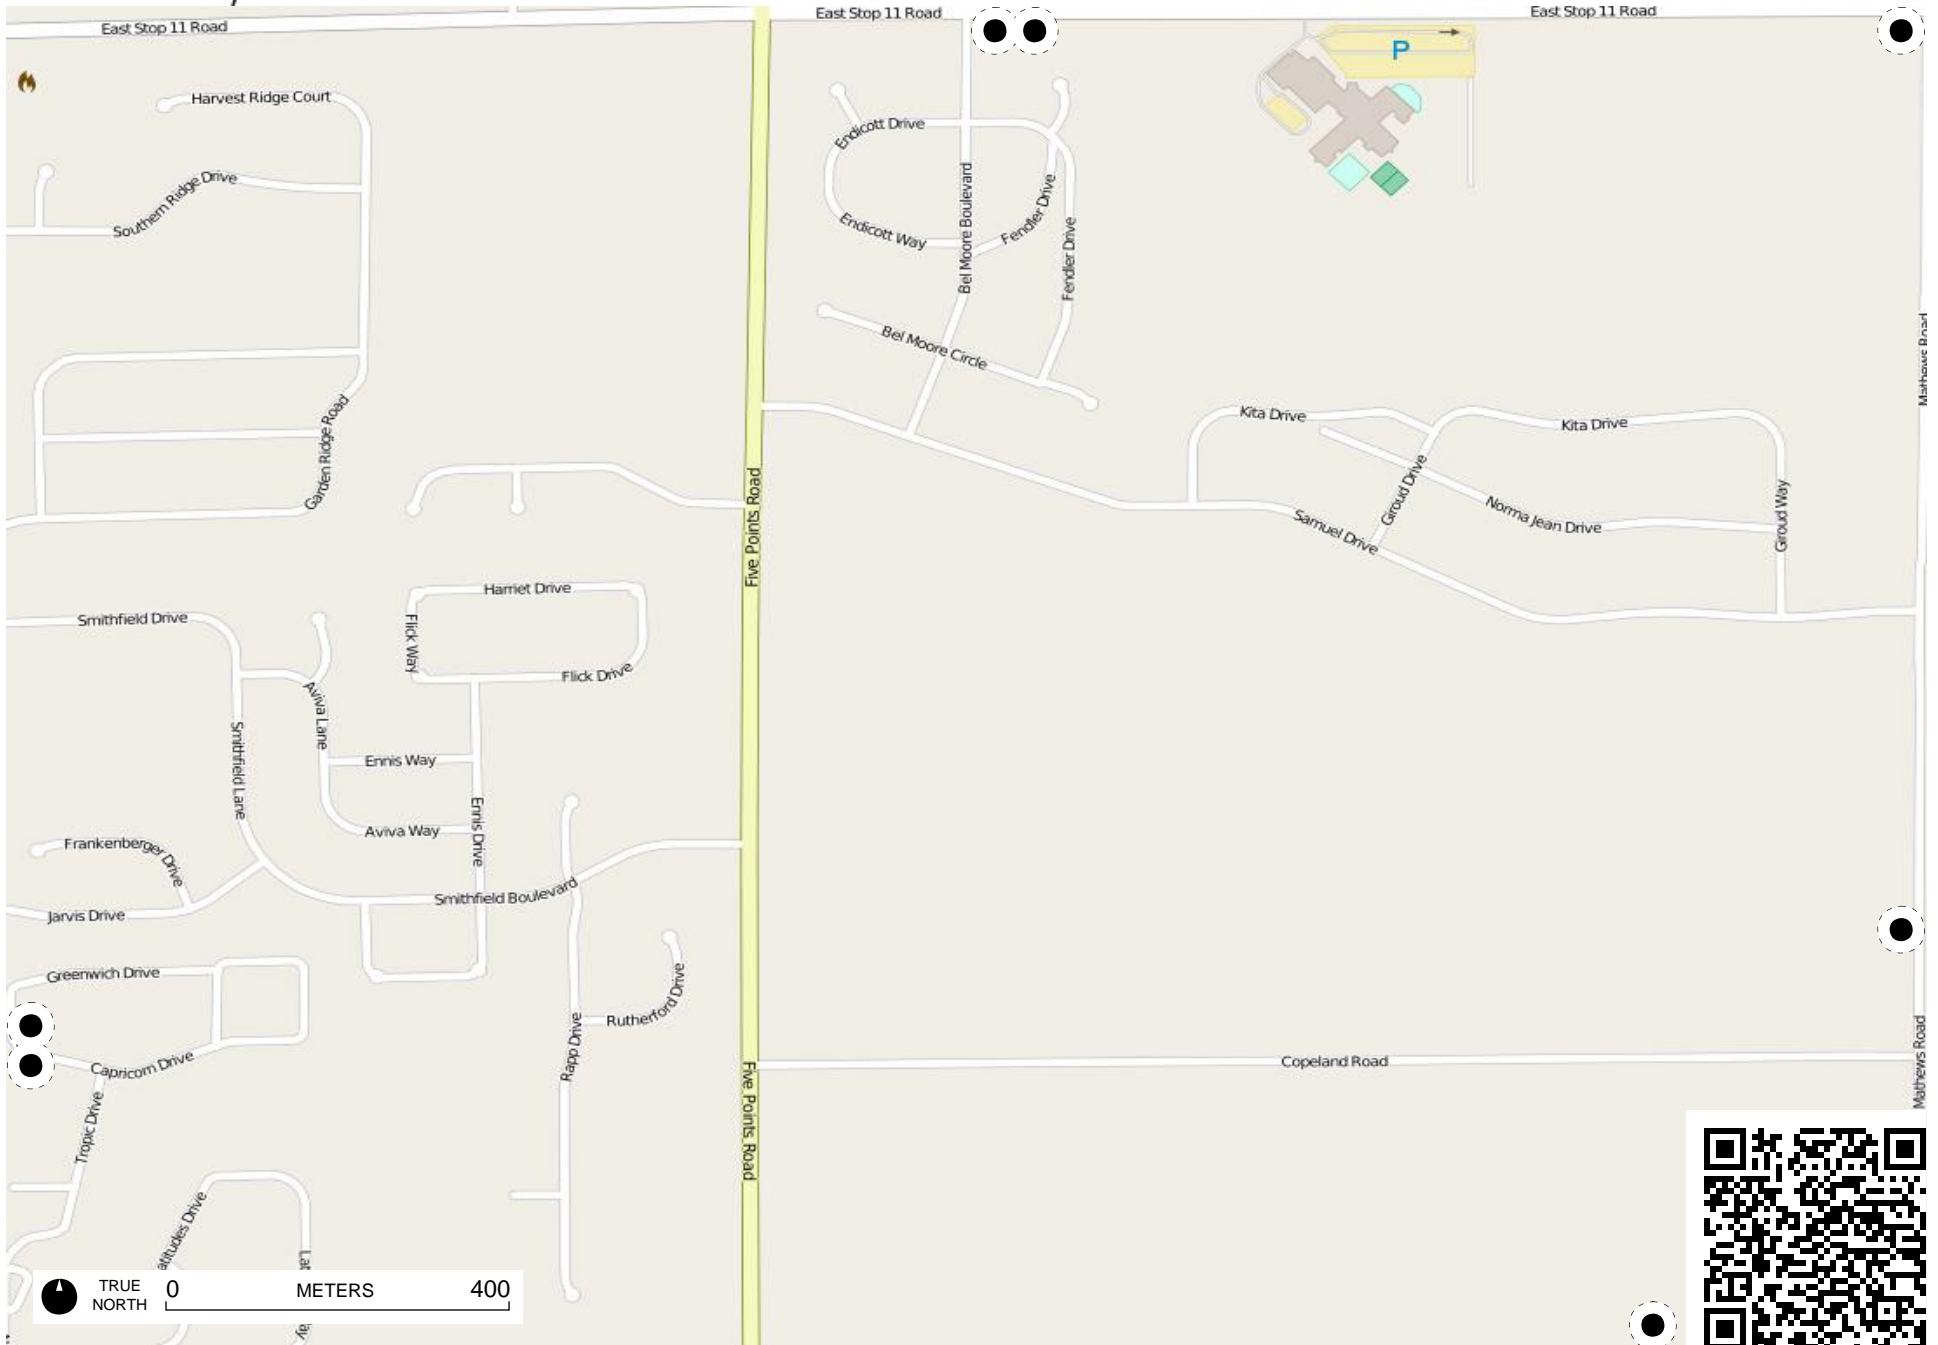 East Stop 11 Road
East Stop 11 Road
East Stop 11 Road
P
Harvest Ridge Court
Southern Ridge Drive
Endicott Drive
Endicott Way
Bel Moore Boulevard
Fendler Drive
Fendler Drive
Bel Moore Circle
Mathews Road
Garden Ridge Road
Five Points Road
Kita Drive
Kita Drive
Giroud Drive
Norma Jean Drive
Giroud Way
Samuel Drive
Harriet Drive
Smithfield Drive
Flick Way
Flick Drive
Aviva Lane
Smithfield Lane
Ennis Way
Aviva Way
Ennis Drive
Frankenberger Drive
Smithfield Boulevard
Jarvis Drive
Greenwich Drive
Rutherford Drive
Rapp Drive
Capricorn Drive
Copeland Road
Mathews Road
Five Points Road
Tropic Drive
atitudes Drive
Lat
ay
TRUE
NORTH
0 METERS 400